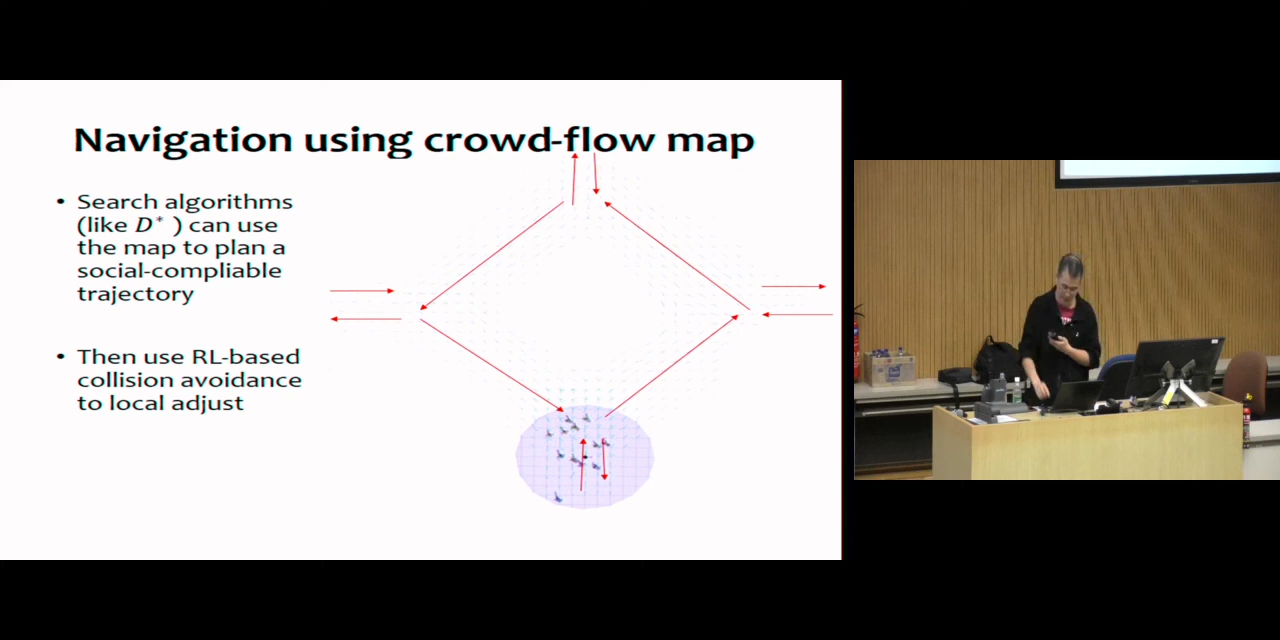 Navigation using crowd-flow map
• Search algorithms
(like D* ) can use
the map to plan a
social-compliable
trajectory
• Then use RL-based
collision avoidance
to local adjust